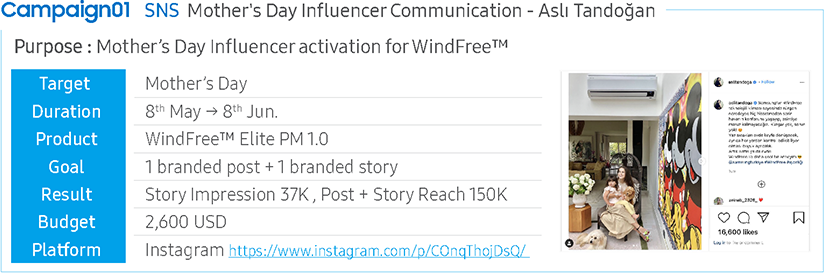 Campaign01 SNS Mother's Day Influencer Communication - Aslı Tandoğan
Purpose : Mother's Day Influencer activation for WindFree™
Target Mother's Day
Duration 8th May → 8th Jun.
Product WindFree™ Elite PM 1.0
Goal 1 branded post + 1 branded story
Result Story Impression 37K , Post + Story Reach 150K
Budget 2,600 USD
Platform Instagram https://www.instagram.com/p/COnqThojDsQ/
16,600 likes